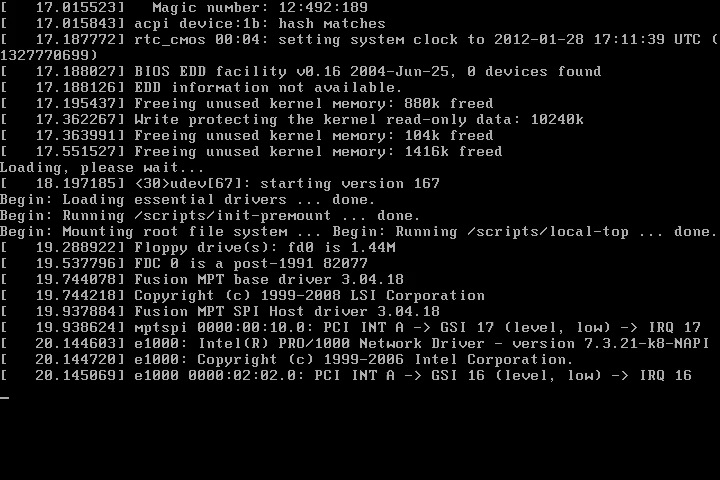 [   17.015523]   Magic number: 12:492:189
[   17.015843] acpi device:1b: hash matches
[   17.187772] rtc_cmos 00:04: setting system clock to 2012-01-28 17:11:39 UTC (
1327770699)
[   17.188027] BIOS EDD facility v0.16 2004-Jun-25, 0 devices found
[   17.188126] EDD information not available.
[   17.195437] Freeing unused kernel memory: 880k freed
[   17.362267] Write protecting the kernel read-only data: 10240k
[   17.363991] Freeing unused kernel memory: 104k freed
[   17.551527] Freeing unused kernel memory: 1416k freed
Loading, please wait...
[   18.197185] <30>udev[67]: starting version 167
Begin: Loading essential drivers ... done.
Begin: Running /scripts/init-premount ... done.
Begin: Mounting root file system ... Begin: Running /scripts/local-top ... done.
[   19.288922] Floppy drive(s): fd0 is 1.44M
[   19.537796] FDC 0 is a post-1991 82077
[   19.744078] Fusion MPT base driver 3.04.18
[   19.744218] Copyright (c) 1999-2008 LSI Corporation
[   19.937884] Fusion MPT SPI Host driver 3.04.18
[   19.938624] mptspi 0000:00:10.0: PCI INT A -> GSI 17 (level, low) -> IRQ 17
[   20.144603] e1000: Intel(R) PRO/1000 Network Driver - version 7.3.21-k8-NAPI
[   20.144720] e1000: Copyright (c) 1999-2006 Intel Corporation.
[   20.145069] e1000 0000:02:02.0: PCI INT A -> GSI 16 (level, low) -> IRQ 16